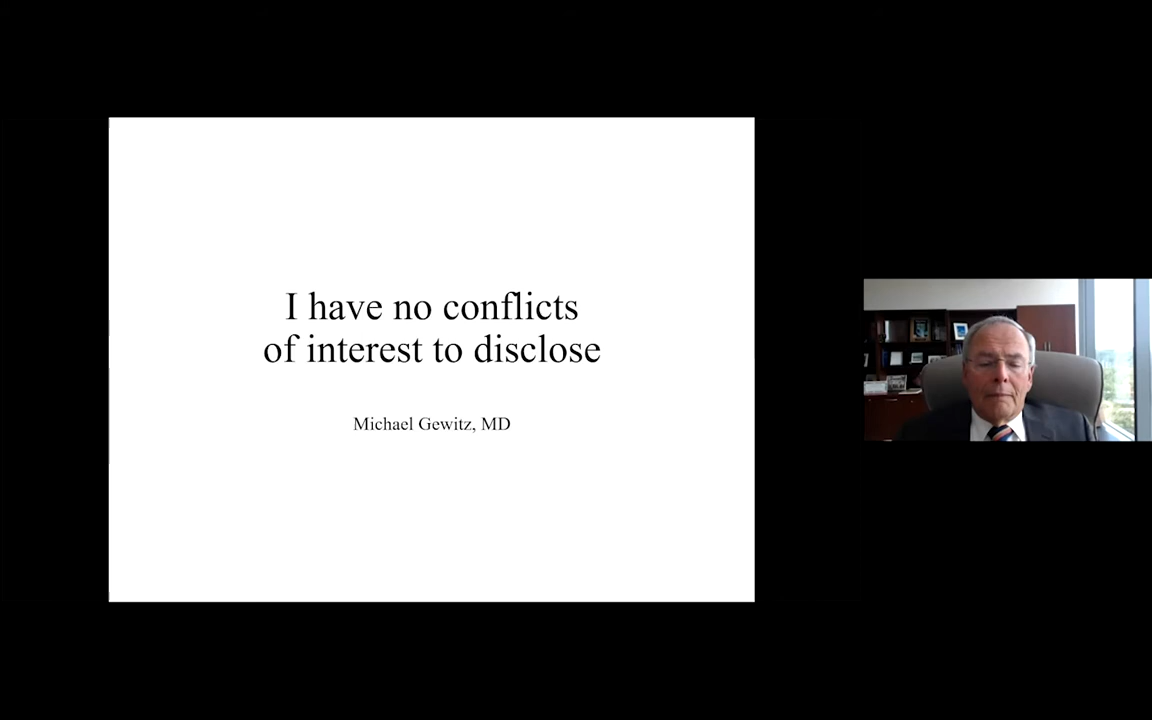 I have no conflicts
of interest to disclose
Michael Gewitz, MD